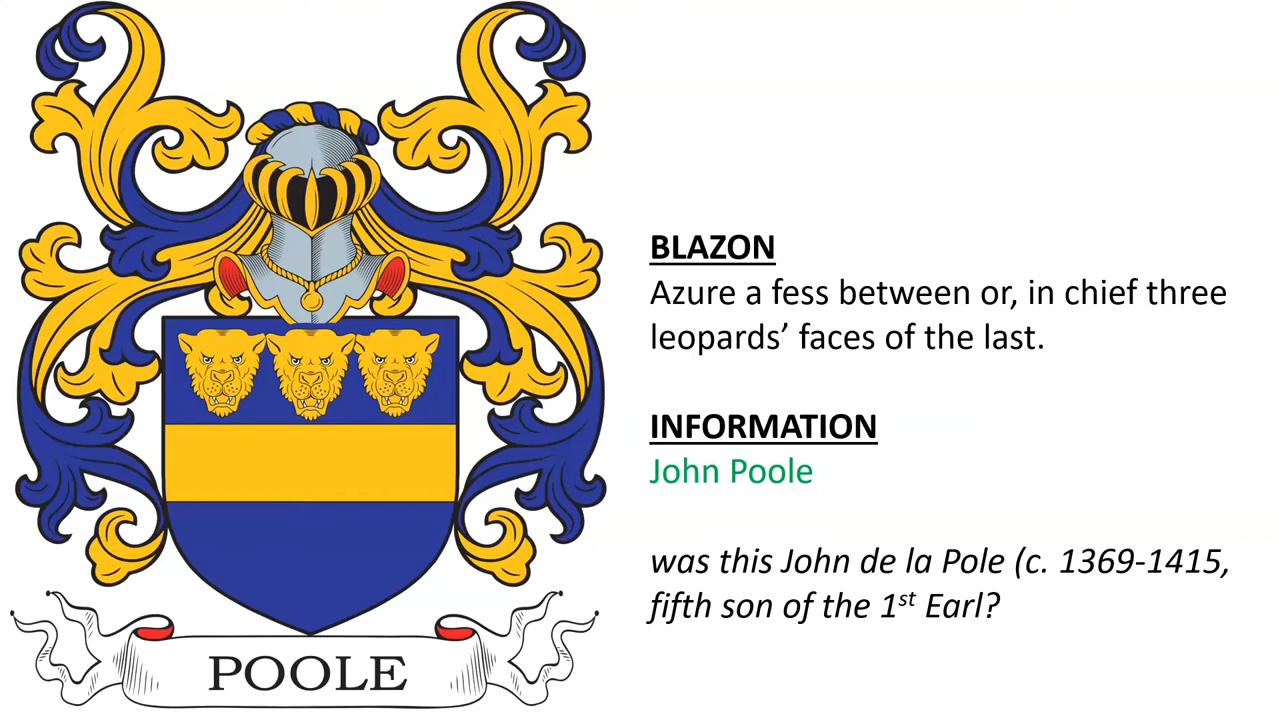 BLAZON
Azure a fess between or, in chief three
leopards’ faces of the last.
INFORMATION
John Poole
was this John de la Pole (c. 1369-1415,
fifth son of the 1st Earl?
POOLE